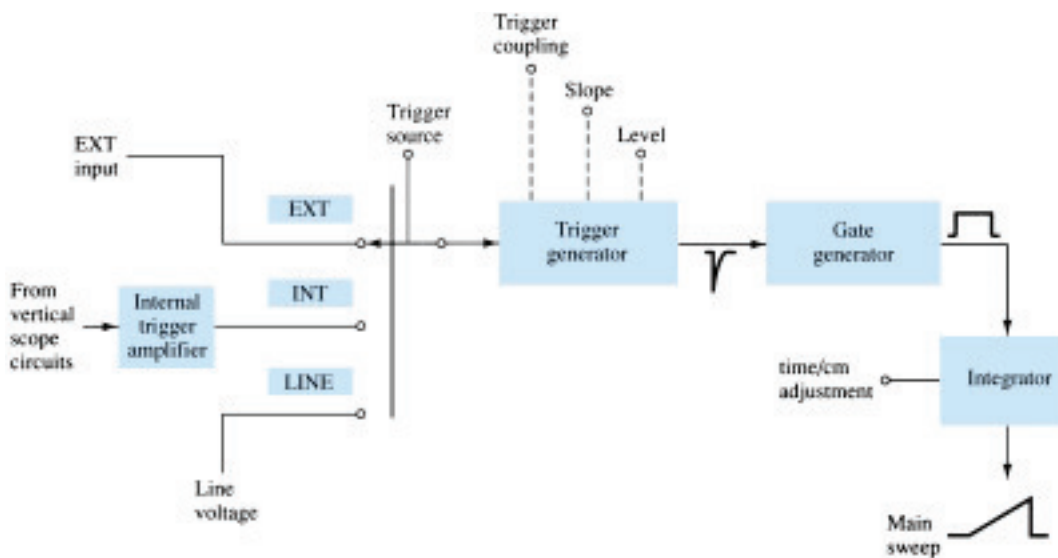 Trigger
coupling
Slope
Level
Trigger
source
EXT
input
EXT
Trigger
generator
Gate
generator
INT
From
vertical
scope
circuits
Internal
trigger
amplifier
LINE
time/cm
adjustment
Integrator
Line
voltage
Main
sweep